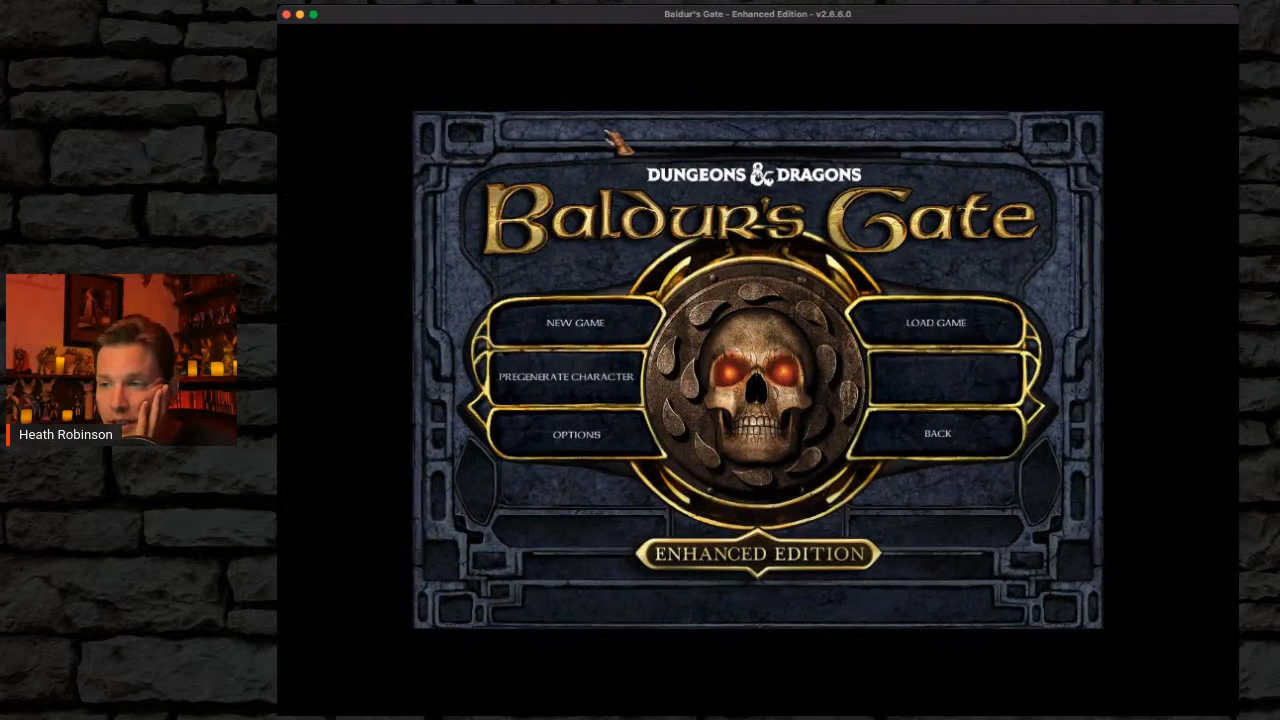 Baldur's Gate - Enhanced Edition - v2.6.6.0
DUNGEONS & DRAGONS
Baldur's Gate
NEW GAME
LOAD GAME
PREGENERATE CHARACTER
OPTIONS
BACK
Heath Robinson
ENHANCED EDITION